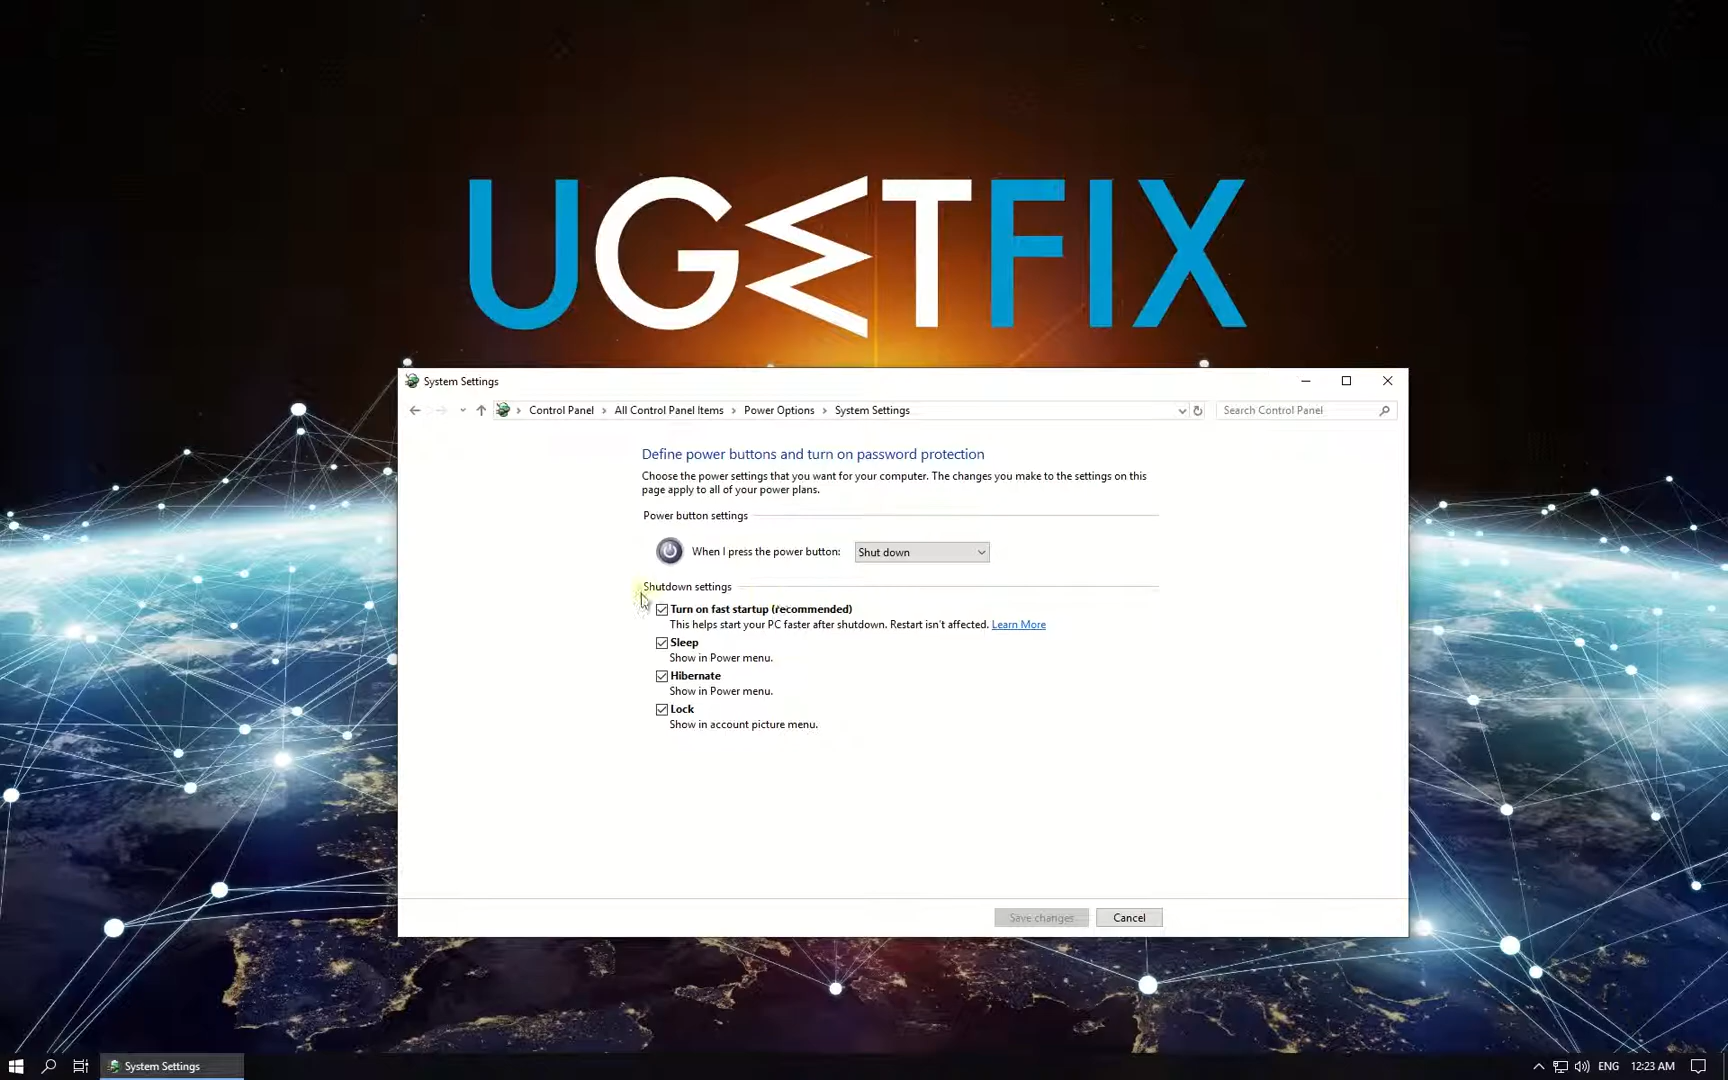 UGETFIX
System Settings
Control Panel > All Control Panel Items > Power Options > System Settings
Search Control Panel
Define power buttons and turn on password protection
Choose the power settings that you want for your computer. The changes you make to the settings on this
page apply to all of your power plans.
Power button settings
When I press the power button: Shut down
Shutdown settings
Turn on fast startup (recommended)
This helps start your PC faster after shutdown. Restart isn't affected. Learn More
Sleep
Show in Power menu.
Hibernate
Show in Power menu.
Lock
Show in account picture menu.
Save changes Cancel
System Settings ENG 12:23 AM